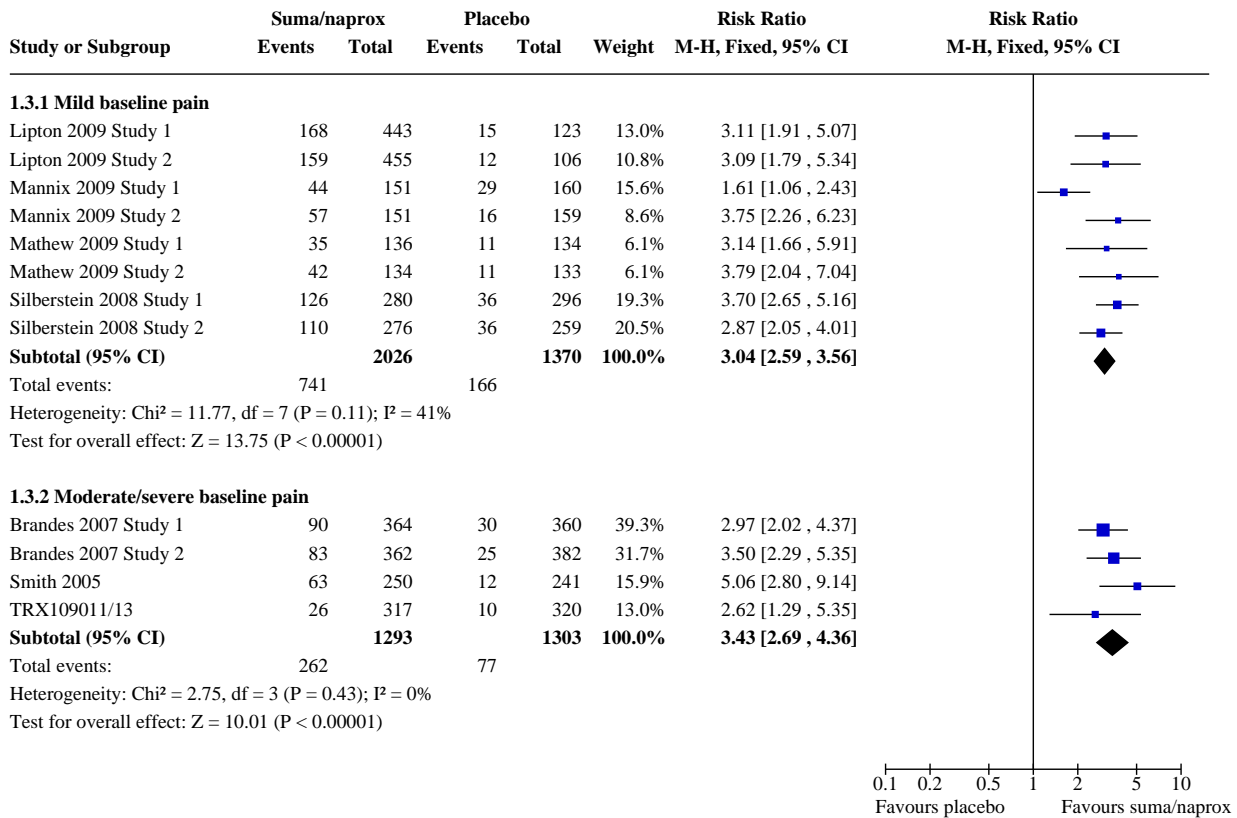 Suma/naprox Placebo Risk Ratio Risk Ratio
Study or Subgroup Events Total Events Total Weight M-H, Fixed, 95% CI M-H, Fixed, 95% CI
1.3.1 Mild baseline pain
Lipton 2009 Study 1 168 443 15 123 13.0% 3.11 [1.91 , 5.07]
Lipton 2009 Study 2 159 455 12 106 10.8% 3.09 [1.79 , 5.34]
Mannix 2009 Study 1 44 151 29 160 15.6% 1.61 [1.06 , 2.43]
Mannix 2009 Study 2 57 151 16 159 8.6% 3.75 [2.26 , 6.23]
Mathew 2009 Study 1 35 136 11 134 6.1% 3.14 [1.66 , 5.91]
Mathew 2009 Study 2 42 134 11 133 6.1% 3.79 [2.04 , 7.04]
Silberstein 2008 Study 1 126 280 36 296 19.3% 3.70 [2.65 , 5.16]
Silberstein 2008 Study 2 110 276 36 259 20.5% 2.87 [2.05 , 4.01]
Subtotal (95% CI) 2026 1370 100.0% 3.04 [2.59 , 3.56]
Total events: 741 166
Heterogeneity: Chi² = 11.77, df = 7 (P = 0.11); I² = 41%
Test for overall effect: Z = 13.75 (P < 0.00001)
1.3.2 Moderate/severe baseline pain
Brandes 2007 Study 1 90 364 30 360 39.3% 2.97 [2.02 , 4.37]
Brandes 2007 Study 2 83 362 25 382 31.7% 3.50 [2.29 , 5.35]
Smith 2005 63 250 12 241 15.9% 5.06 [2.80 , 9.14]
TRX109011/13 26 317 10 320 13.0% 2.62 [1.29 , 5.35]
Subtotal (95% CI) 1293 1303 100.0% 3.43 [2.69 , 4.36]
Total events: 262 77
Heterogeneity: Chi² = 2.75, df = 3 (P = 0.43); I² = 0%
Test for overall effect: Z = 10.01 (P < 0.00001)
0.1 0.2 0.5 1 2 5 10
Favours placebo Favours suma/naprox